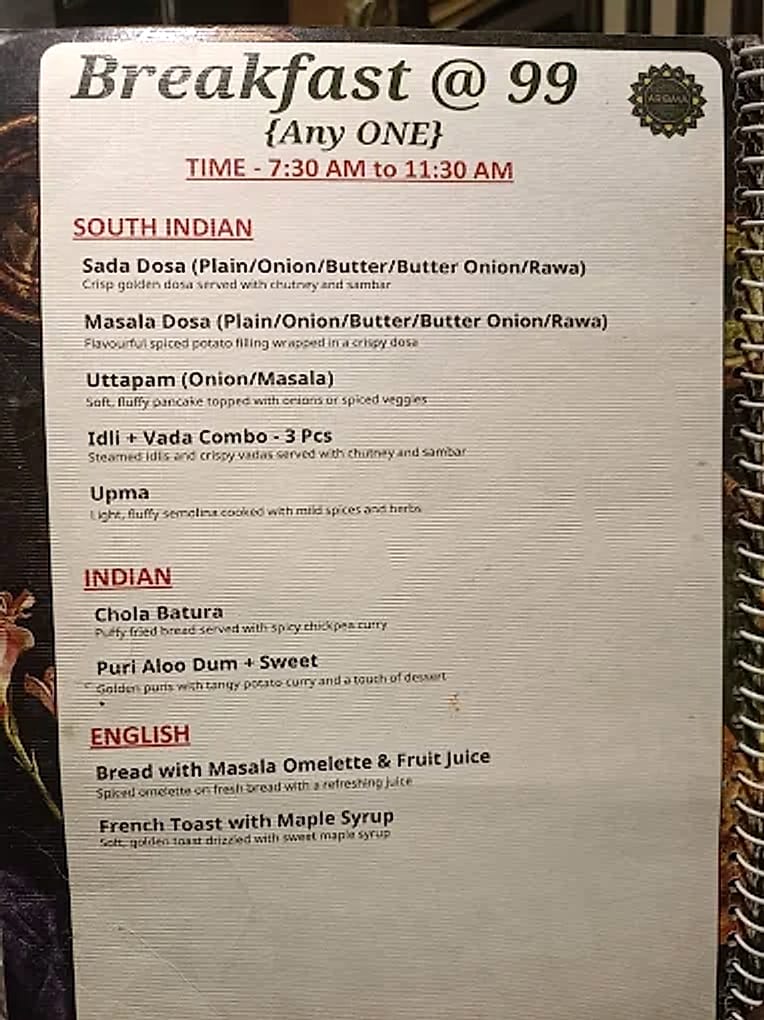 Breakfast @ 99
{Any ONE}
AROMA
TIME - 7:30 AM to 11:30 AM
SOUTH INDIAN
Sada Dosa (Plain/Onion/Butter/Butter Onion/Rawa)
Crisp golden dosa served with chutney and sambar
Masala Dosa (Plain/Onion/Butter/Butter Onion/Rawa)
Flavourful spiced potato filling wrapped in a crispy dosa
Uttapam (Onion/Masala)
Soft, fluffy pancake topped with onions or spiced veggies
Idli + Vada Combo - 3 Pcs
Steamed idlis and crispy vadas served with chutney and sambar
Upma
Light, fluffy semolina cooked with mild spices and herbs
INDIAN
Chola Batura
Puffy fried bread served with spicy chickpea curry
Puri Aloo Dum + Sweet
Golden puris with tangy potato curry and a touch of dessert
ENGLISH
Bread with Masala Omelette & Fruit Juice
Spiced omelette on fresh bread with a refreshing juice
French Toast with Maple Syrup
Soft, golden toast drizzled with sweet maple syrup